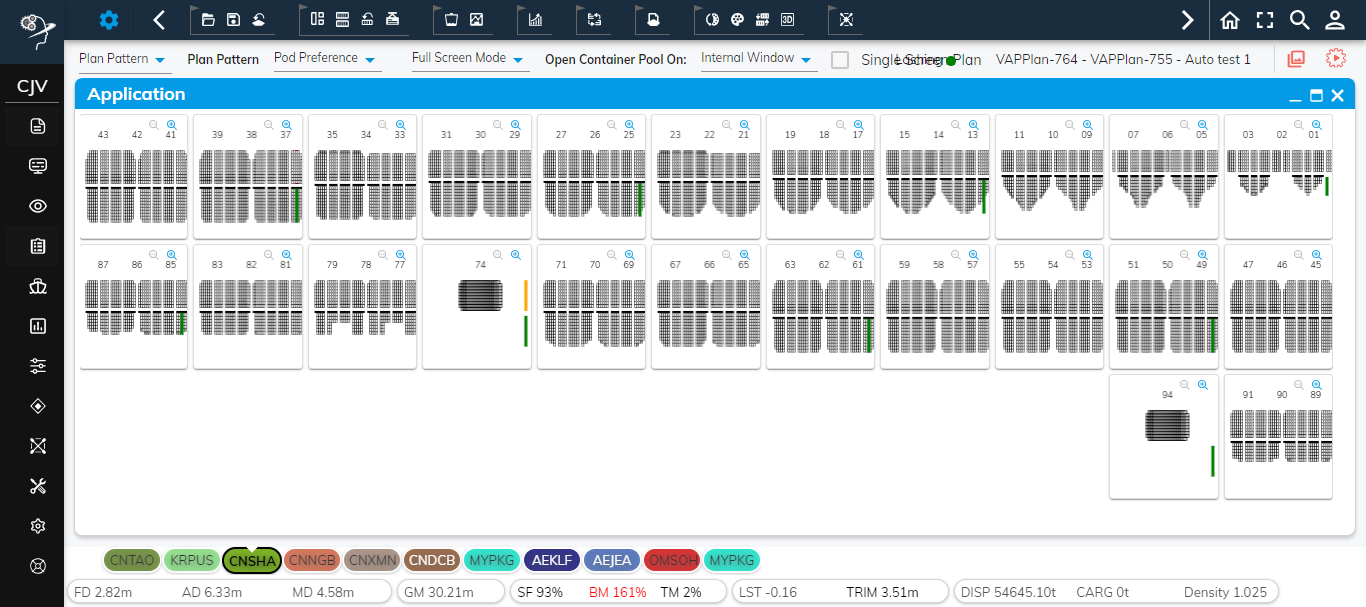 3D
CJV
Plan Pattern Plan Pattern Pod Preference Full Screen Mode Open Container Pool On: Internal Window Single Screen Plan VAPPlan-764 - VAPPlan-755 - Auto test 1
Application
43 42 41 39 38 37 35 34 33 31 30 29 27 26 25 23 22 21 19 18 17 15 14 13 11 10 09 07 06 05 03 02 01
87 86 85 83 82 81 79 78 77 74 71 70 69 67 66 65 63 62 61 59 58 57 55 54 53 51 50 49 47 46 45
94 91 90 89
CNTAO KRPUS CNSHA CNNGB CNXMN CNDCB MYPKG AEKLF AEJEA OMSOH MYPKG
FD 2.82m AD 6.33m MD 4.58m GM 30.21m SF 93% BM 161% TM 2% LST -0.16 TRIM 3.51m DISP 54645.10t CARG 0t Density 1.025